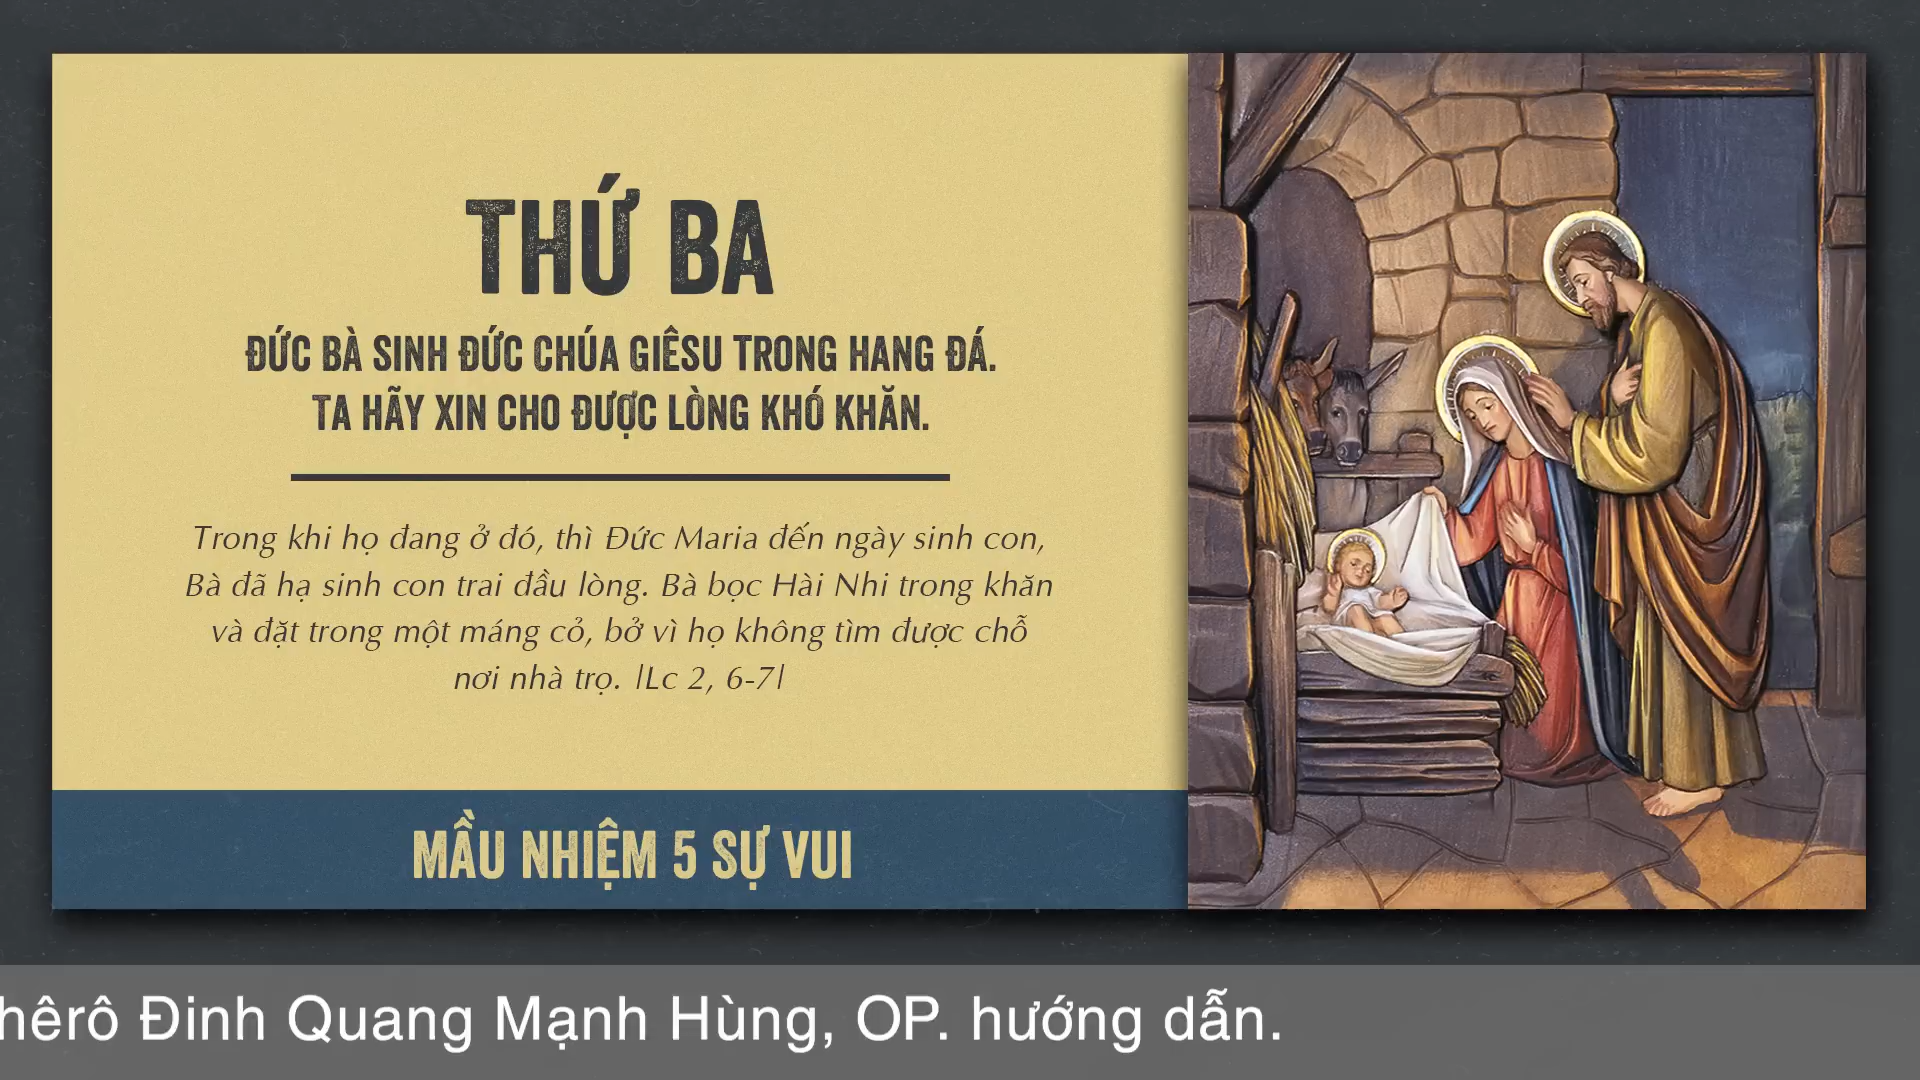 THỨ BA
ĐỨC BÀ SINH ĐỨC CHÚA GIÊSU TRONG HANG ĐÁ.
TA HÃY XIN CHO ĐƯỢC LÒNG KHÓ KHĂN.
Trong khi họ đang ở đó, thì Đức Maria đến ngày sinh con,
Bà đã hạ sinh con trai đầu lòng. Bà bọc Hài Nhi trong khăn
và đặt trong một máng cỏ, bở vì họ không tìm được chỗ
nơi nhà trọ. |Lc 2, 6-7|
MẦU NHIỆM 5 SỰ VUI
hêrô Đinh Quang Mạnh Hùng, OP. hướng dẫn.